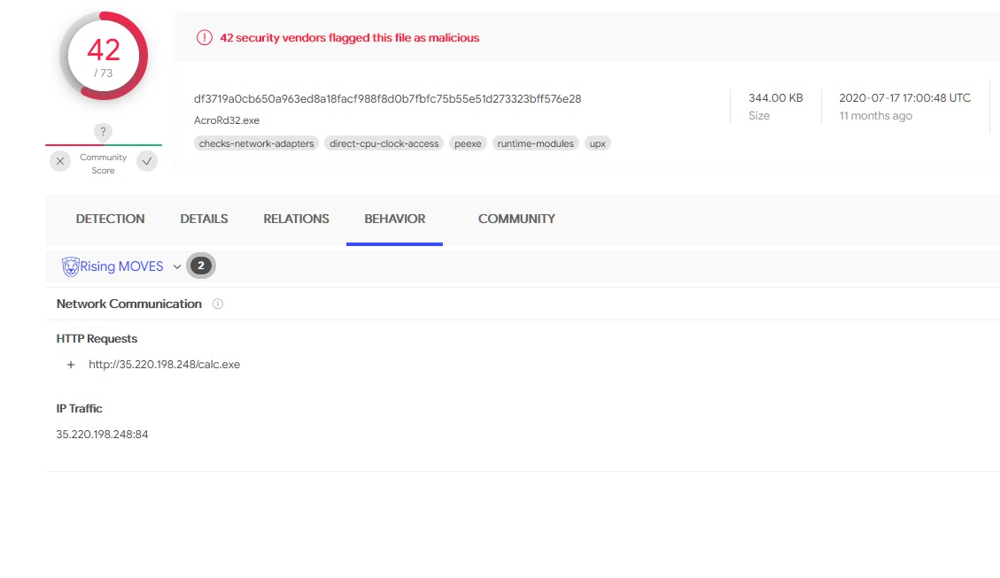 42
/ 73
?
Community
Score
42 security vendors flagged this file as malicious
df3719a0cb650a963ed8a18facf988f8d0b7fbfc75b55e51d273323bff576e28
AcroRd32.exe
checks-network-adapters direct-cpu-clock-access peexe runtime-modules upx
344.00 KB
Size
2020-07-17 17:00:48 UTC
11 months ago
DETECTION DETAILS RELATIONS BEHAVIOR COMMUNITY
Rising MOVES 2
Network Communication
HTTP Requests
+ http://35.220.198.248/calc.exe
IP Traffic
35.220.198.248:84